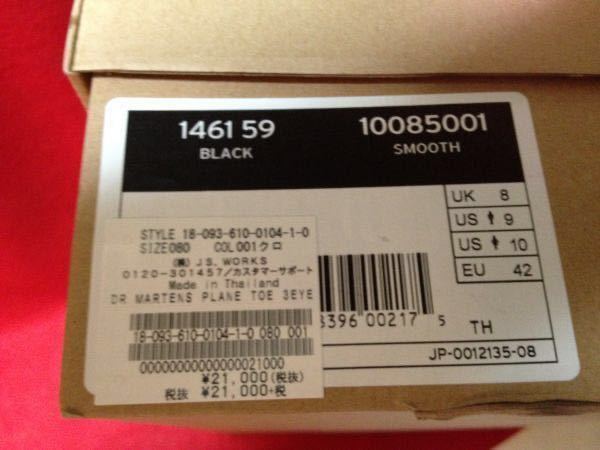 1461 59
BLACK
10085001
SMOOTH
UK 8
US 9
US 10
EU 42
STYLE 18-093-610-0104-1-0
SIZE080 COL001クロ
(株) J.S. WORKS
0120-301457/カスタマーサポート
Made in Thailand
DR MARTENS PLANE TOE 3EYE
18-093-610-0104-1-0 080 001
00000000000000021000
¥21,000(税抜)
税抜 ¥21,000+税
8396 00217 5
TH
JP-0012135-08